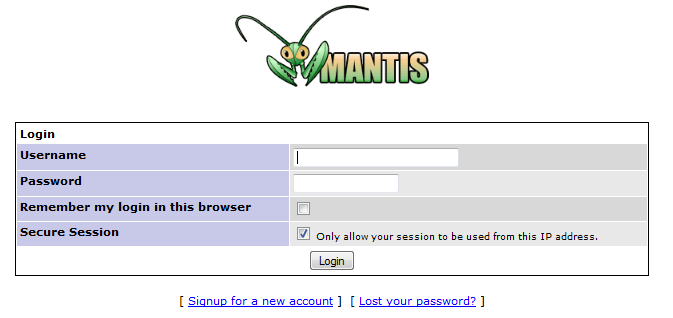 MANTIS
Login
Username
Password
Remember my login in this browser
Secure Session Only allow your session to be used from this IP address.
Login
[ Signup for a new account ] [ Lost your password? ]